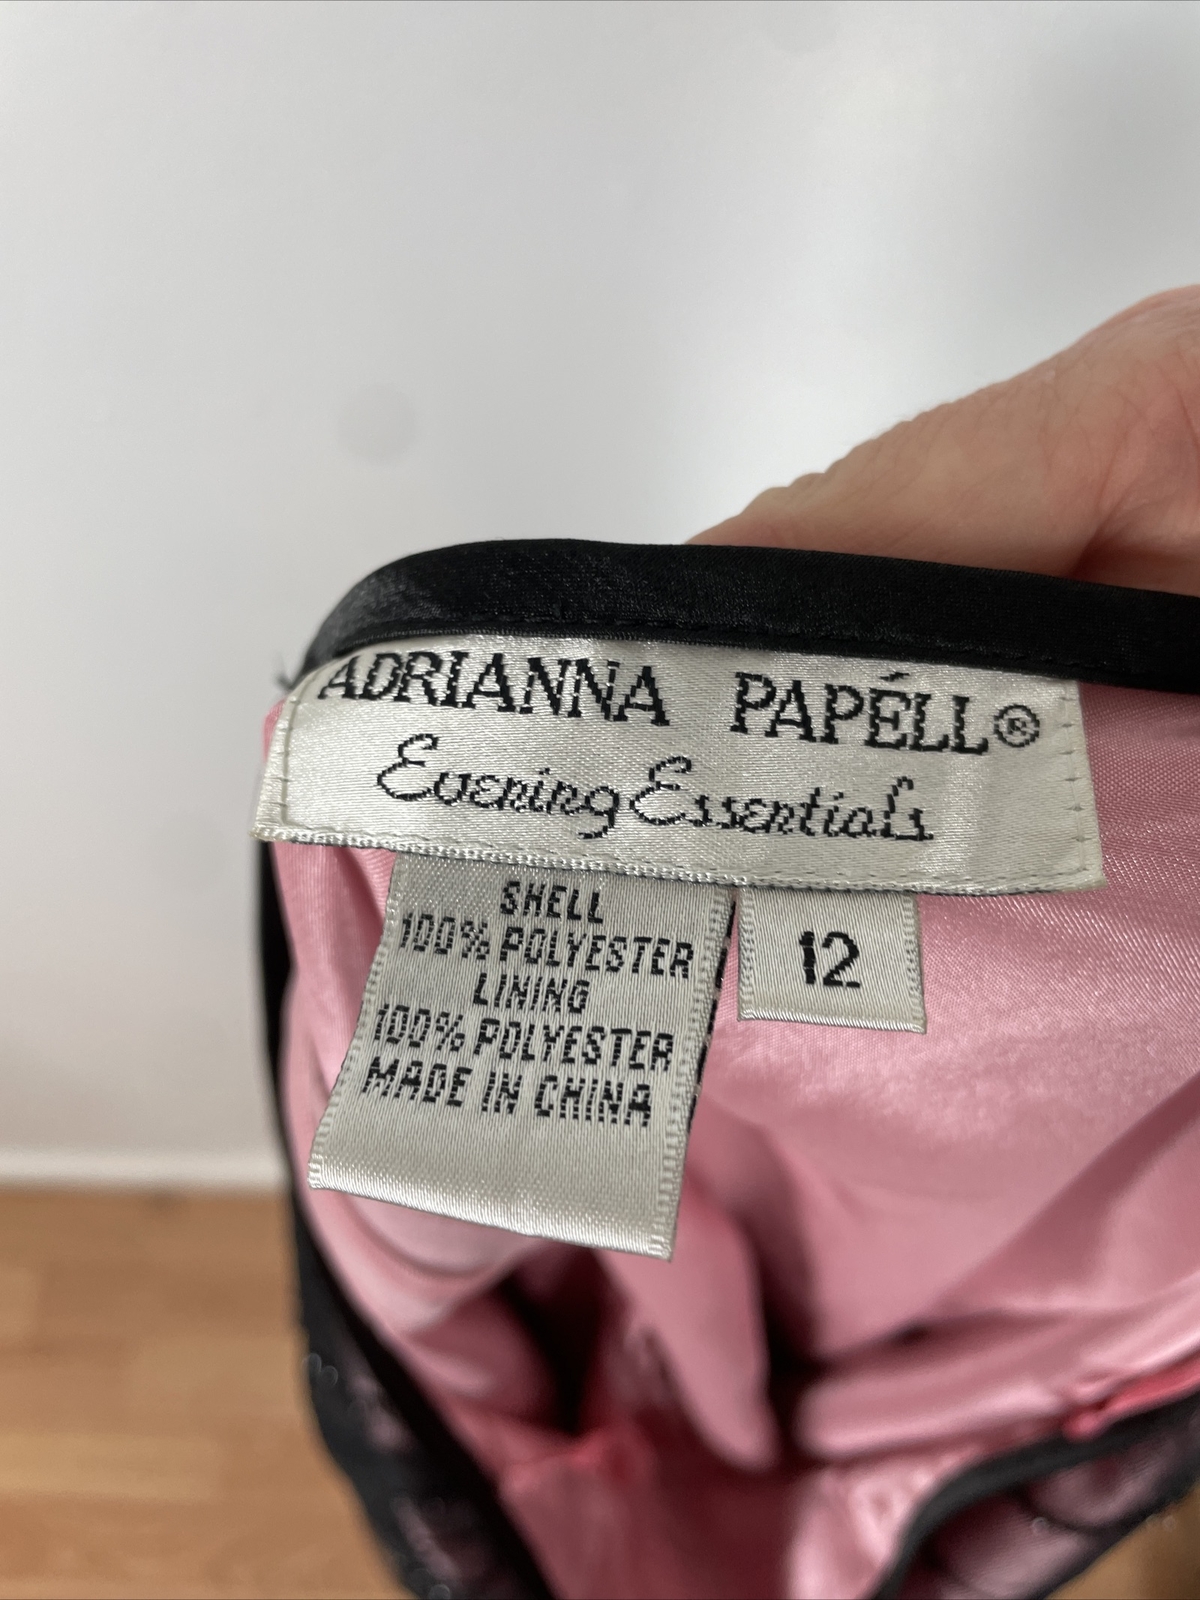 ADRIANNA PAPÉLL®
Evening Essentials
SHELL
100% POLYESTER
LINING
100% POLYESTER
MADE IN CHINA
12